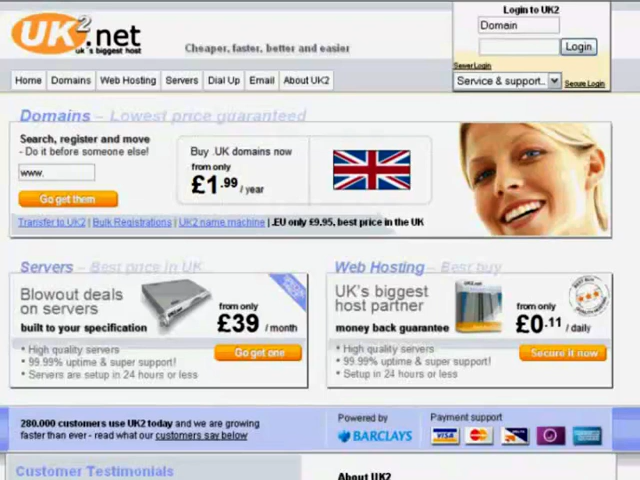 UK2.net
uk's biggest host
Cheaper, faster, better and easier
Login to UK2
Domain
Login
Sewer Login
Service & support..
Secure Login
Home Domains Web Hosting Servers Dial Up Email About UK2
Domains – Lowest price guaranteed
Search, register and move
- Do it before someone else!
www.
Go get them
Buy .UK domains now
from only
£1.99 / year
Transfer to UK2 | Bulk Registrations | UK2 name machine | .EU only £9.95, best price in the UK
Servers – Best price in UK
Blowout deals
on servers
built to your specification
from only
£39 / month
• High quality servers
• 99.99% uptime & super support!
• Servers are setup in 24 hours or less
Go get one
Web Hosting – Best buy
UK's biggest
host partner
money back guarantee
from only
£0.11 / daily
• High quality servers
• 99.99% uptime & super support!
• Setup in 24 hours or less
Secure it now
280.000 customers use UK2 today and we are growing
faster than ever - read what our customers say below
Powered by
BARCLAYS
Payment support
VISA
Customer Testimonials
About UK2